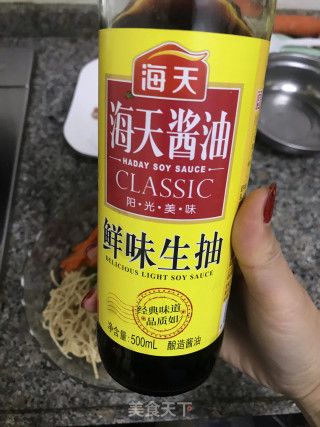 海天
海天酱油
HADAY SOY SAUCE
CLASSIC
阳·光·美·味
鲜味生抽
DELICIOUS LIGHT SOY SAUCE
经典味道
品质如一
净含量:500mL 酿造酱油
美食天下